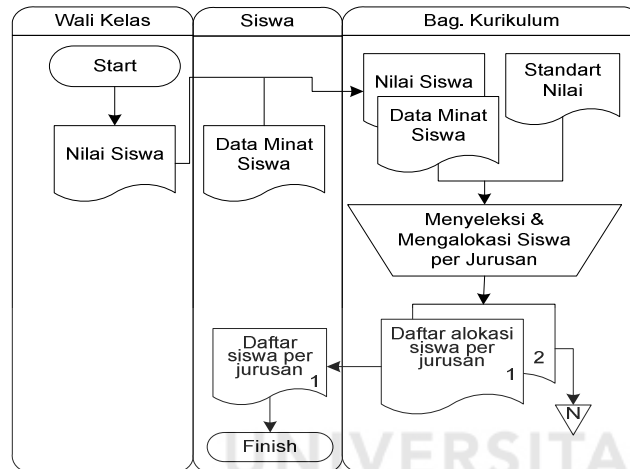 Wali Kelas
Siswa
Bag. Kurikulum
Start
Nilai Siswa
Data Minat
Siswa
Nilai Siswa
Data Minat
Siswa
Standart
Nilai
Menyeleksi &
Mengalokasi Siswa
per Jurusan
Daftar alokasi
siswa per
jurusan
1
2
N
Daftar
siswa per
jurusan
1
Finish
UNIVERSITA